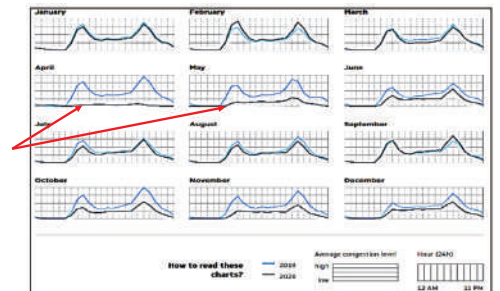 January
February
March
April
May
June
July
August
September
October
November
December
How to read these
charts?
2019
2020
Average congestion level
high
low
Hour (24h)
12 AM
11 PM